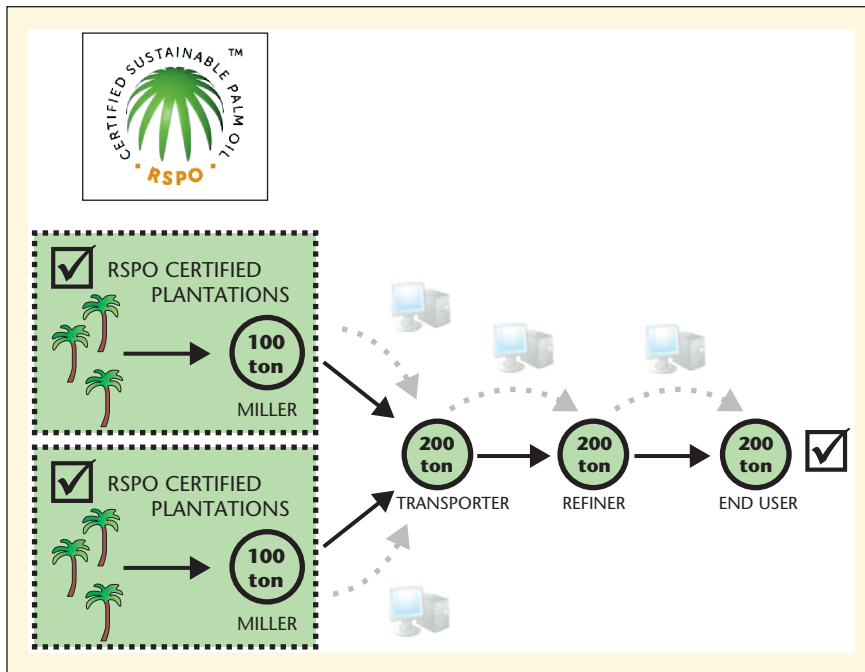 CERTIFIED SUSTAINABLE PALM OIL ™
· RSPO ·
RSPO CERTIFIED
PLANTATIONS
100
ton
MILLER
RSPO CERTIFIED
PLANTATIONS
100
ton
MILLER
200
ton
TRANSPORTER
200
ton
REFINER
200
ton
END USER